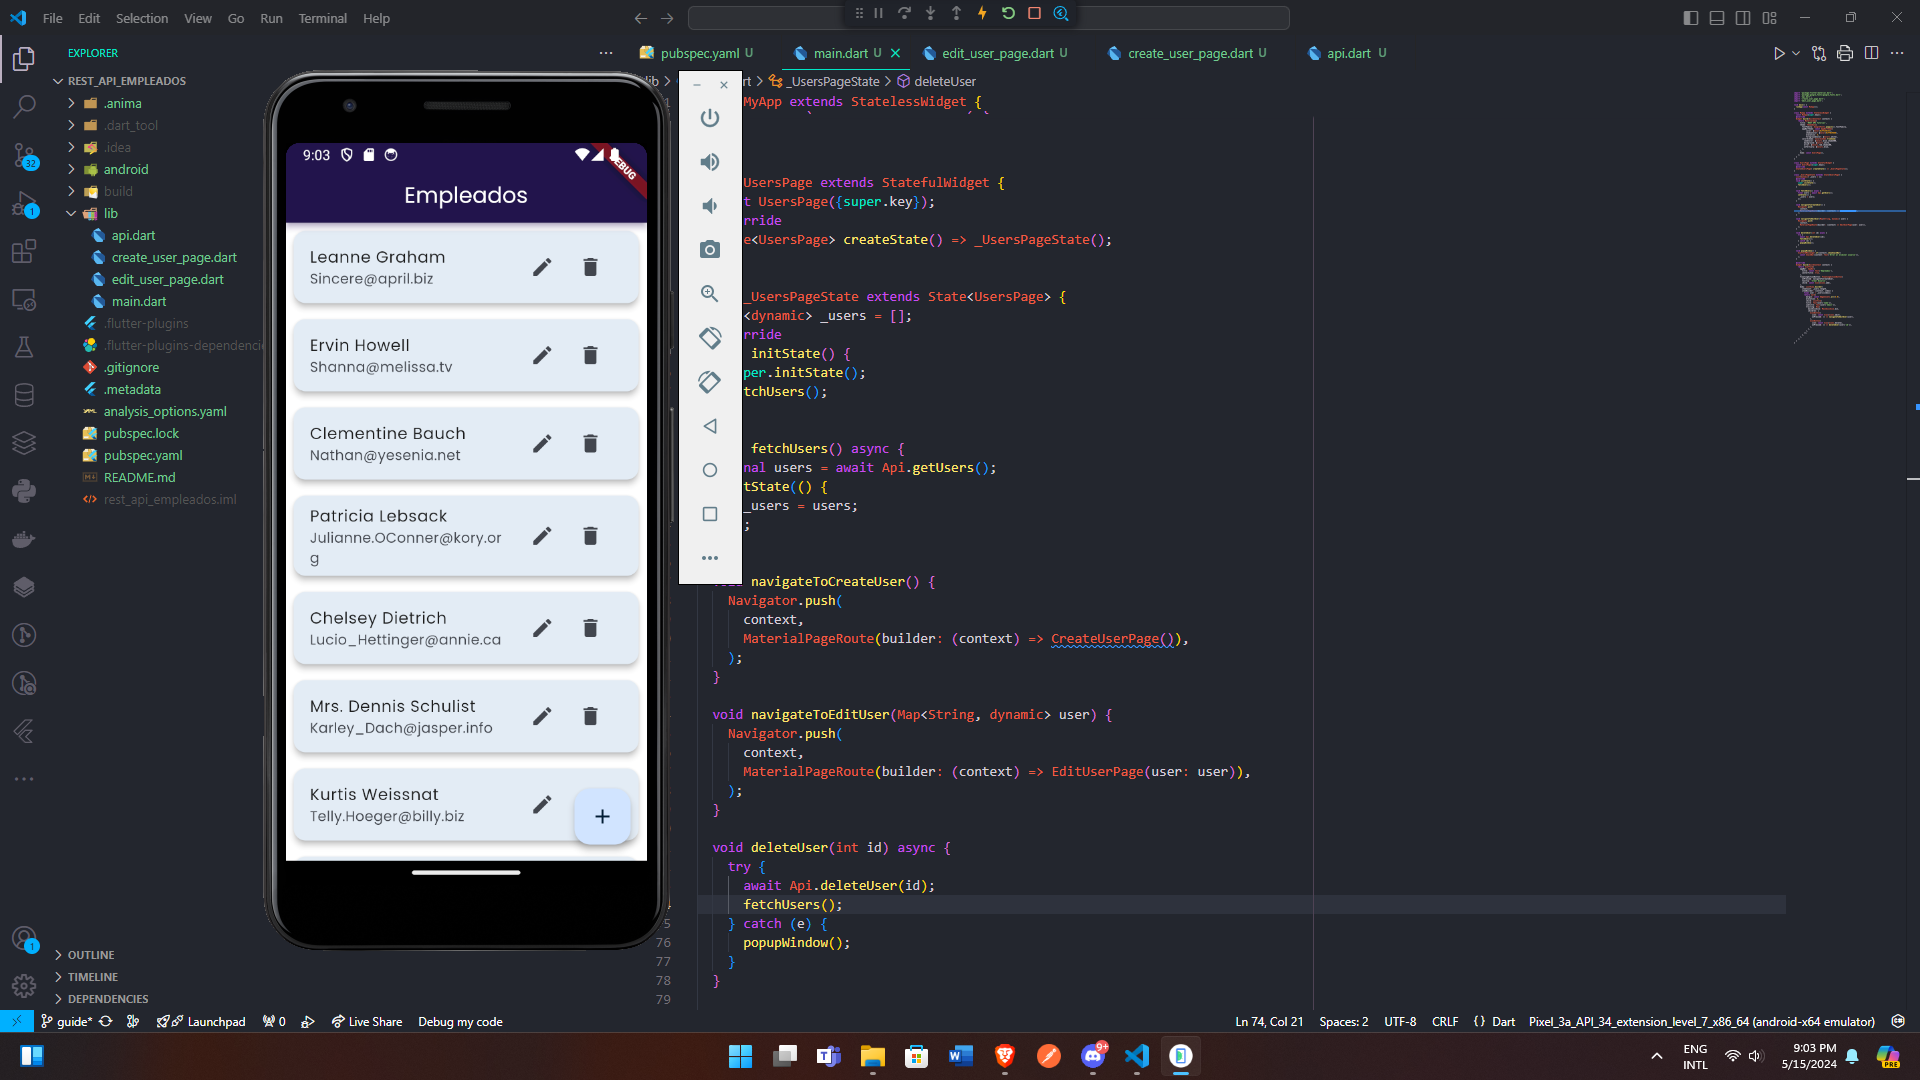 File Edit Selection View Go Run Terminal Help
EXPLORER
pubspec.yaml U
main.dart U
edit_user_page.dart U
create_user_page.dart U
api.dart U
REST_API_EMPLEADOS
.anima
.dart_tool
.idea
android
build
lib
api.dart
create_user_page.dart
edit_user_page.dart
main.dart
.flutter-plugins
.gitignore
.metadata
analysis_options.yaml
pubspec.lock
pubspec.yaml
README.md
rest_api_empleados.iml
OUTLINE
TIMELINE
DEPENDENCIES
32
1
1
9:03
DEBUG
Empleados
Leanne Graham
Sincere@april.biz
Ervin Howell
Shanna@melissa.tv
Clementine Bauch
Nathan@yesenia.net
Patricia Lebsack
Julianne.OConner@kory.or
g
Chelsey Dietrich
Lucio_Hettinger@annie.ca
Mrs. Dennis Schulist
Karley_Dach@jasper.info
Kurtis Weissnat
Telly.Hoeger@billy.biz
lib > rt > _UsersPageState > deleteUser
MyApp extends StatelessWidget {
UsersPage extends StatefulWidget {
t UsersPage({super.key});
rride
e<UsersPage> createState() => _UsersPageState();
_UsersPageState extends State<UsersPage> {
<dynamic> _users = [];
rride
initState() {
per.initState();
tchUsers();
fetchUsers() async {
nal users = await Api.getUsers();
tState(() {
_users = users;
;
navigateToCreateUser() {
Navigator.push(
context,
MaterialPageRoute(builder: (context) => CreateUserPage()),
);
}
void navigateToEditUser(Map<String, dynamic> user) {
Navigator.push(
context,
MaterialPageRoute(builder: (context) => EditUserPage(user: user)),
);
}
void deleteUser(int id) async {
try {
await Api.deleteUser(id);
fetchUsers();
5 } catch (e) {
76 popupWindow();
77 }
78 }
79
guide* Launchpad 0 Live Share Debug my code
Ln 74, Col 21 Spaces: 2 UTF-8 CRLF {} Dart Pixel_3a_API_34_extension_level_7_x86_64 (android-x64 emulator)
9+
ENG
INTL
9:03 PM
5/15/2024
PRE